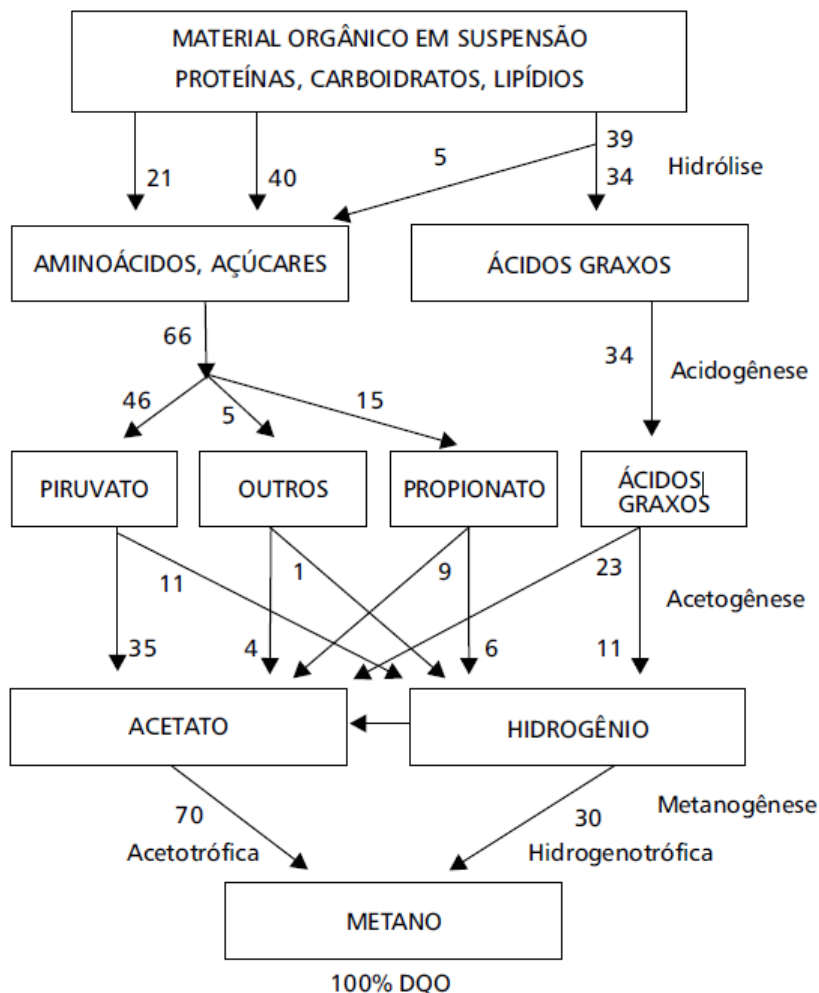 MATERIAL ORGÂNICO EM SUSPENSÃO
PROTEÍNAS, CARBOIDRATOS, LIPÍDIOS
39
5
21
40
34
Hidrólise
AMINOÁCIDOS, AÇÚCARES
ÁCIDOS GRAXOS
66
34
Acidogênese
46
5
15
PIRUVATO
OUTROS
PROPIONATO
ÁCIDOS
GRAXOS
11
1
9
23
Acetogênese
35
4
6
11
ACETATO
HIDROGÊNIO
Metanogênese
70
30
Acetotrófica
Hidrogenotrófica
METANO
100% DQO